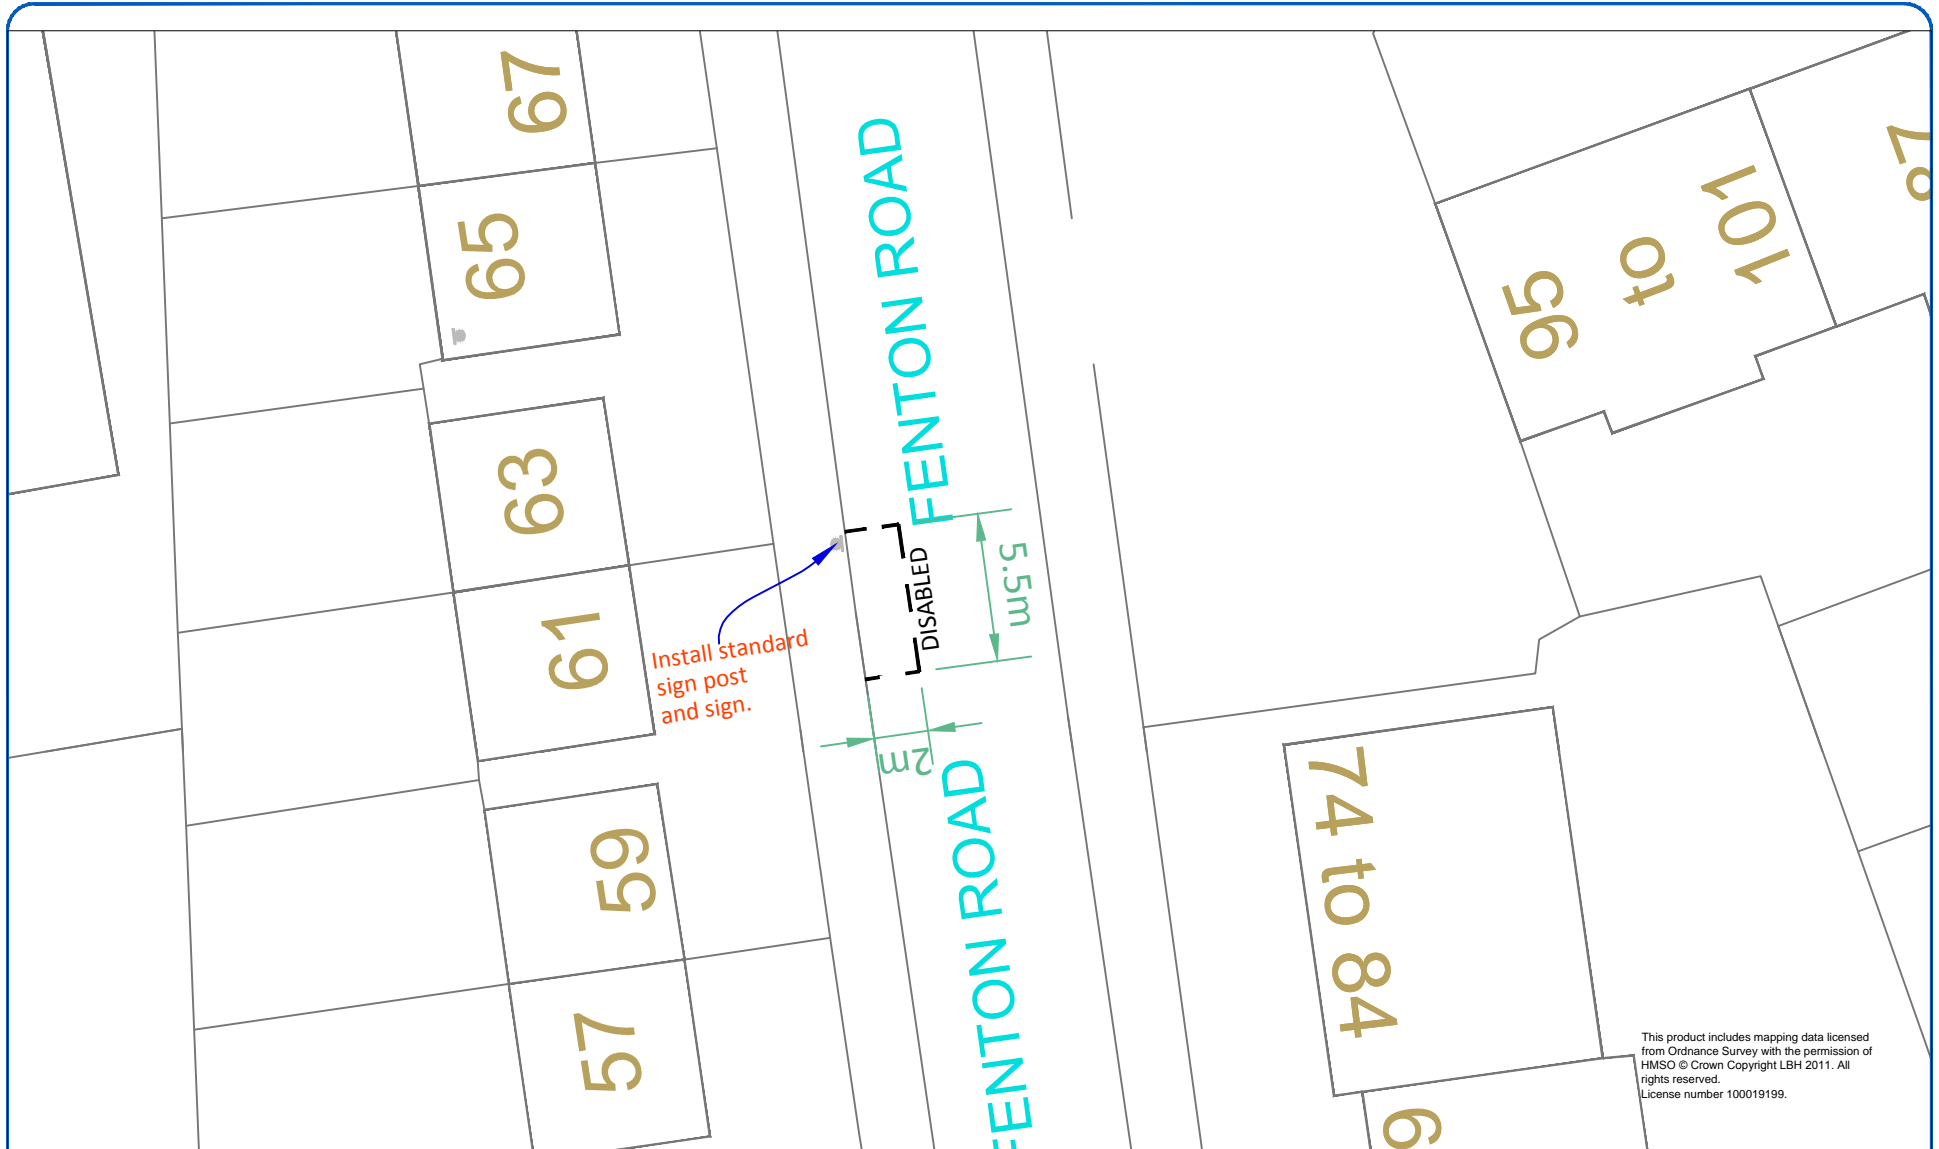 67
65
63
61
59
57
FENTON ROAD
DISABLED
5.5m
2m
Install standard
sign post
and sign.
FENTON ROAD
95
to
101
74 to 84
This product includes mapping data licensed
from Ordnance Survey with the permission of
HMSO © Crown Copyright LBH 2011. All
rights reserved.
License number 100019199.